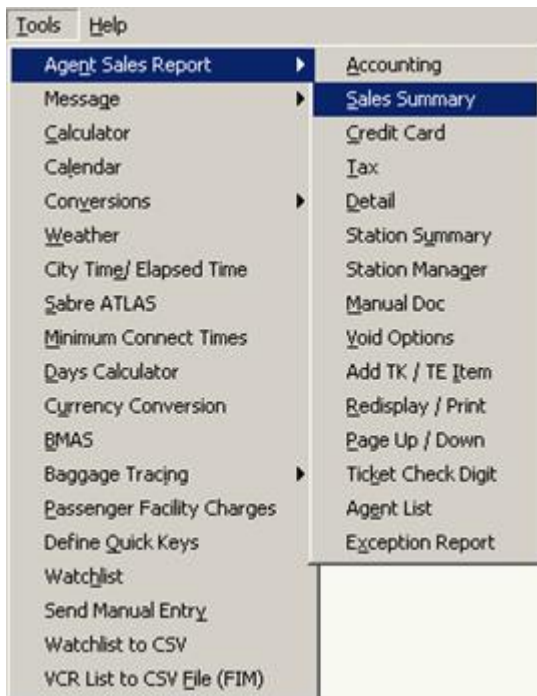 Tools Help
Agent Sales Report
Message
Calculator
Calendar
Conversions
Weather
City Time/ Elapsed Time
Sabre ATLAS
Minimum Connect Times
Days Calculator
Currency Conversion
BMAS
Baggage Tracing
Passenger Facility Charges
Define Quick Keys
Watchlist
Send Manual Entry
Watchlist to CSV
VCR List to CSV File (FIM)
Accounting
Sales Summary
Credit Card
Tax
Detail
Station Summary
Station Manager
Manual Doc
Void Options
Add TK / TE Item
Redisplay / Print
Page Up / Down
Ticket Check Digit
Agent List
Exception Report